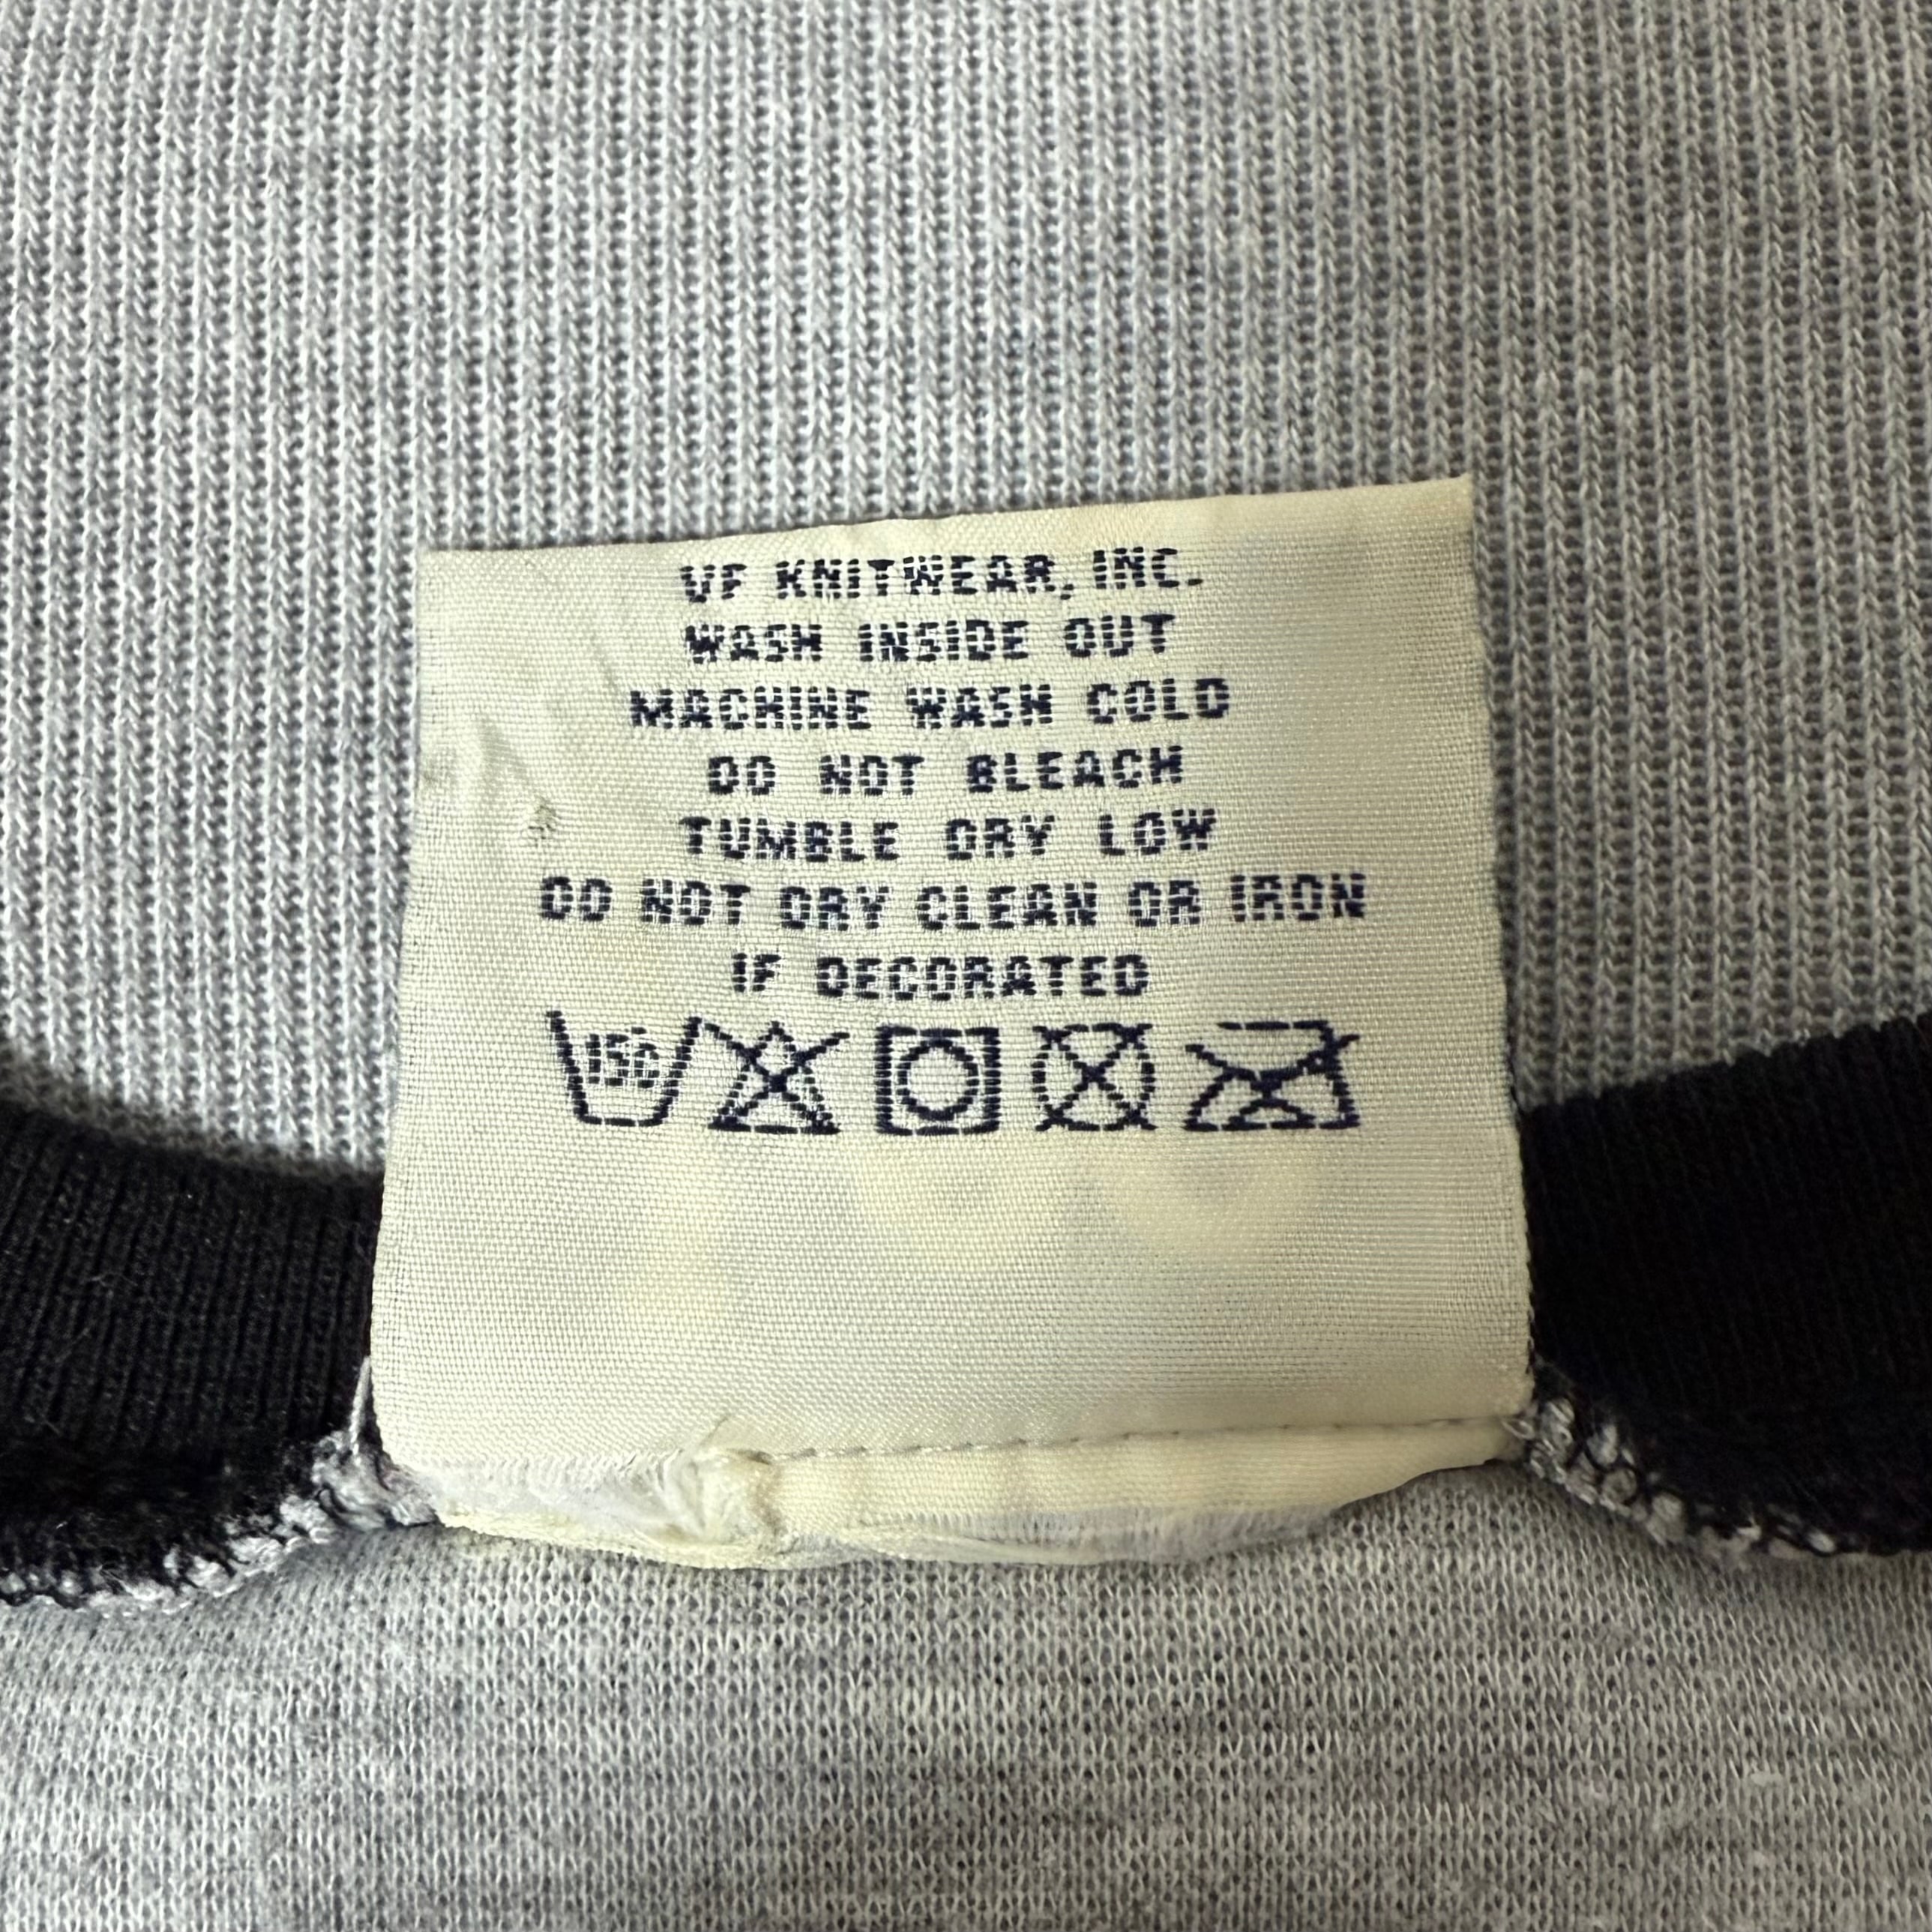 VF KNITWEAR, INC.
WASH INSIDE OUT
MACHINE WASH COLD
DO NOT BLEACH
TUMBLE DRY LOW
DO NOT DRY CLEAN OR IRON
IF DECORATED